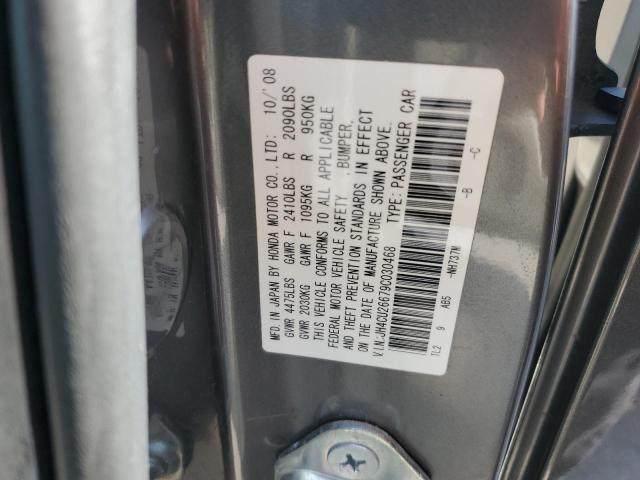 MFD. IN JAPAN BY HONDA MOTOR CO., LTD: 10/'08
GVWR 4475LBS GAWR F 2410LBS R 2090LBS
GVWR 2030KG GAWR F 1095KG R 950KG
THIS VEHICLE CONFORMS TO ALL APPLICABLE
FEDERAL MOTOR VEHICLE SAFETY , BUMPER,
AND THEFT PREVENTION STANDARDS IN EFFECT
ON THE DATE OF MANUFACTURE SHOWN ABOVE.
V.I.N:JH4CU26679C030468 TYPE: PASSENGER CAR
TL2 9 AB5 -NH737M -B -C